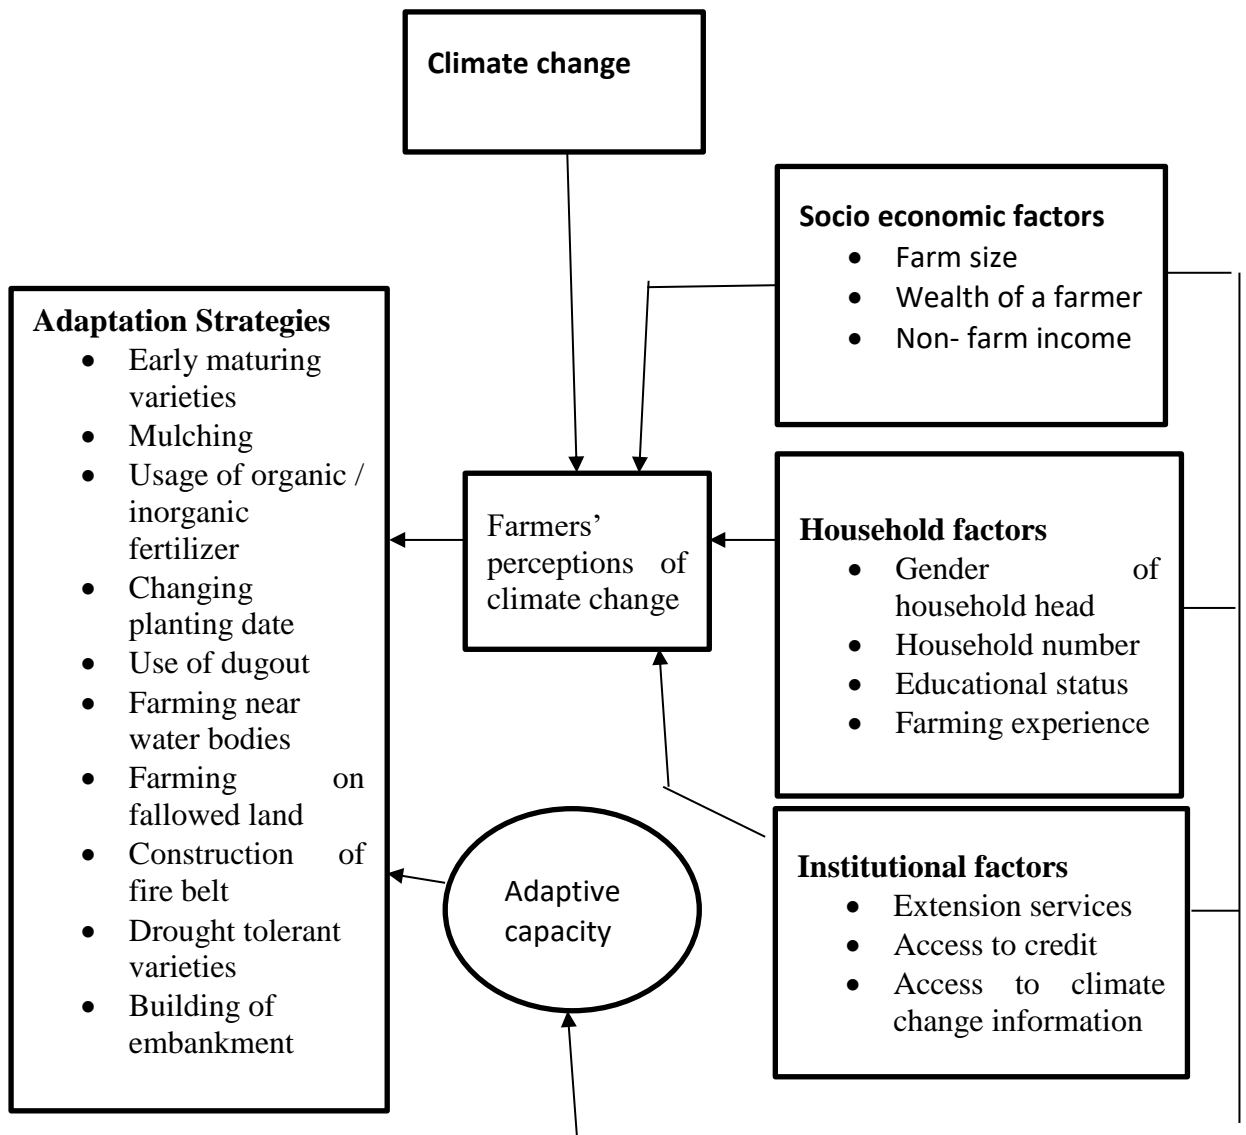 Climate change
Socio economic factors
• Farm size
• Wealth of a farmer
• Non- farm income
Adaptation Strategies
• Early maturing
varieties
• Mulching
• Usage of organic /
inorganic
fertilizer
• Changing
planting date
• Use of dugout
• Farming near
water bodies
• Farming on
fallowed land
• Construction of
fire belt
• Drought tolerant
varieties
• Building of
embankment
Farmers’
perceptions of
climate change
Household factors
• Gender of
household head
• Household number
• Educational status
• Farming experience
Adaptive
capacity
Institutional factors
• Extension services
• Access to credit
• Access to climate
change information